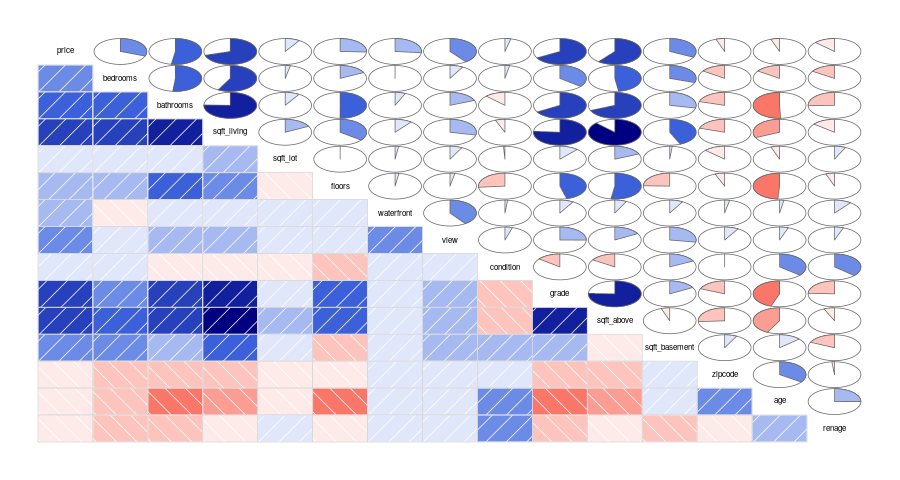 price
bedrooms
bathrooms
sqft_living
sqft_lot
floors
waterfront
view
condition
grade
sqft_above
sqft_basement
zipcode
age
renage